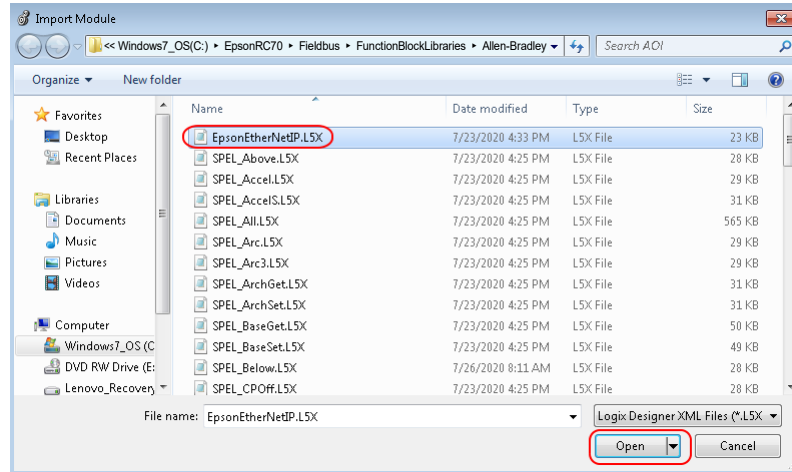 Import Module
<< Windows7_OS(C:) ▸ EpsonRC70 ▸ Fieldbus ▸ FunctionBlockLibraries ▸ Allen-Bradley
Search AOI
Organize New folder
Name Date modified Type Size
Favorites
Desktop
Recent Places
Libraries
Documents
Music
Pictures
Videos
Computer
Windows7_OS (C
DVD RW Drive (E:
Lenovo_Recovery
EpsonEtherNetIP.L5X 7/23/2020 4:33 PM L5X File 23 KB
SPEL_Above.L5X 7/23/2020 4:25 PM L5X File 28 KB
SPEL_Accel.L5X 7/23/2020 4:25 PM L5X File 29 KB
SPEL_AccelS.L5X 7/23/2020 4:25 PM L5X File 31 KB
SPEL_All.L5X 7/23/2020 4:25 PM L5X File 565 KB
SPEL_Arc.L5X 7/23/2020 4:25 PM L5X File 29 KB
SPEL_Arc3.L5X 7/23/2020 4:25 PM L5X File 29 KB
SPEL_ArchGet.L5X 7/23/2020 4:25 PM L5X File 31 KB
SPEL_ArchSet.L5X 7/23/2020 4:25 PM L5X File 31 KB
SPEL_BaseGet.L5X 7/23/2020 4:25 PM L5X File 50 KB
SPEL_BaseSet.L5X 7/23/2020 4:25 PM L5X File 49 KB
SPEL_Below.L5X 7/26/2020 8:11 AM L5X File 28 KB
SPEL_CPOff.L5X 7/23/2020 4:25 PM L5X File 28 KB
File name: EpsonEtherNetIP.L5X
Logix Designer XML Files (*.L5X
Open Cancel